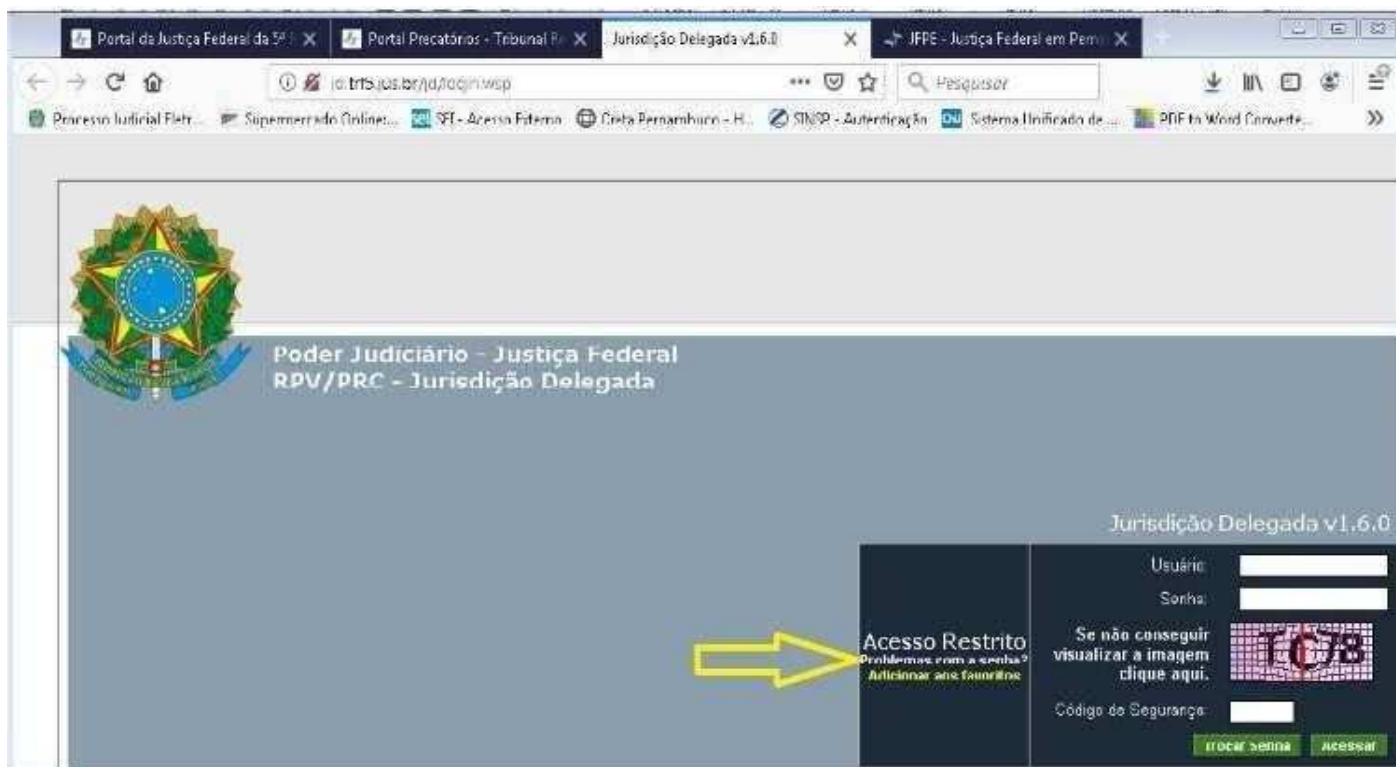 Portal da Justiça Federal da 5ª
Portal Precatórios - Tribunal Re
Jurisdição Delegada v1.6.0
JFPE - Justiça Federal em Pern
jd.trf5.jus.br/jd/login.wsp
Pesquisar
Processo Judicial Eletr...
Supermercado Online:...
SEI - Acesso Externo
Creta Pernambuco - H...
SINSP - Autenticação
Sistema Unificado de ...
PDF to Word Converte...
Poder Judiciário - Justiça Federal
RPV/PRC - Jurisdição Delegada
Jurisdição Delegada v1.6.0
Usuário:
Senha:
Acesso Restrito
Problemas com a senha?
Adicionar aos favoritos
Se não conseguir
visualizar a imagem
clique aqui.
TC78
Código de Segurança:
Trocar Senha
Acessar